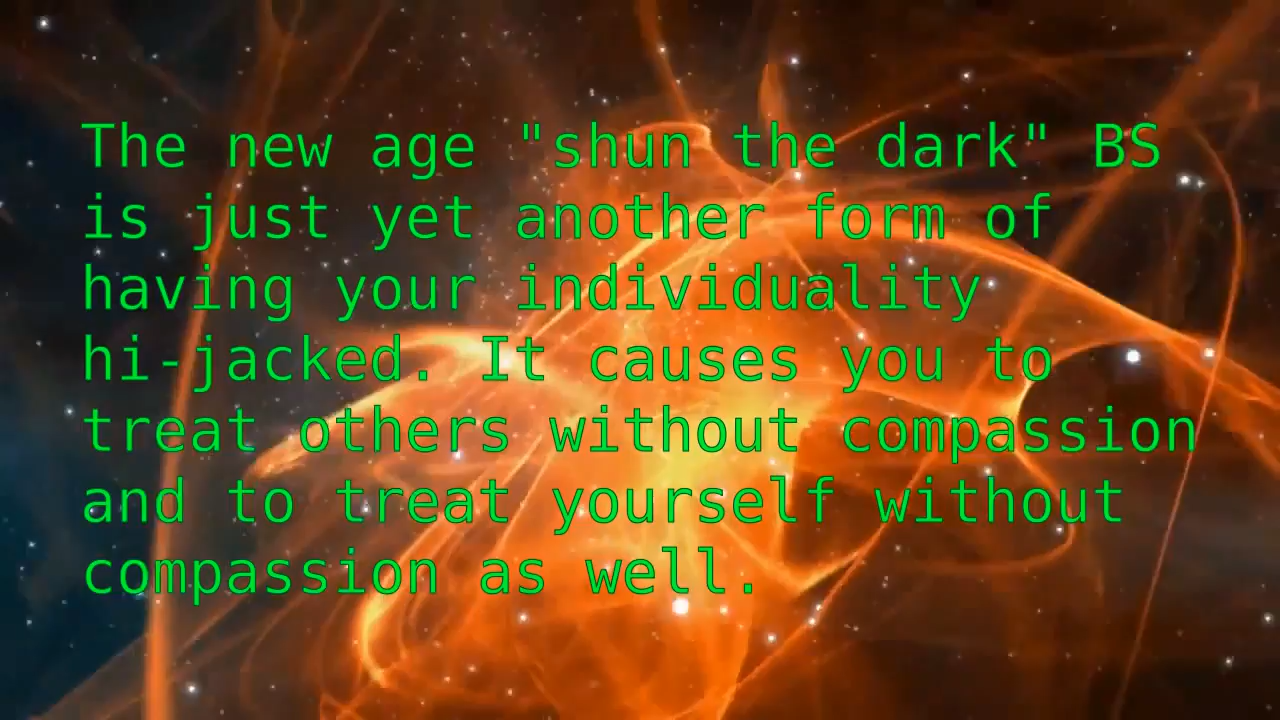 The new age "shun the dark" BS
is just yet another form of
having your individuality
hi-jacked. It causes you to
treat others without compassion
and to treat yourself without
compassion as well.